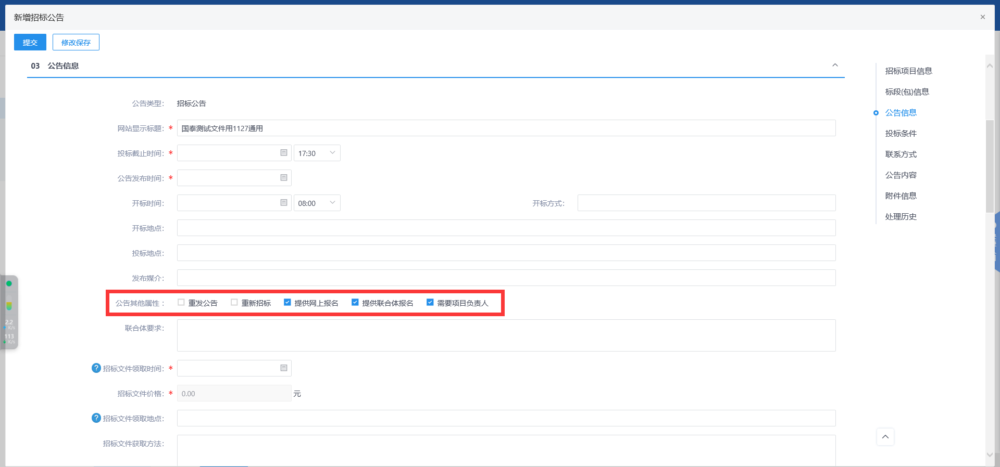 新增招标公告
提交 修改保存
03 公告信息
公告类型： 招标公告
网站显示标题：* 国泰测试文件用1127通用
投标截止时间：* 17:30
公告发布时间：*
开标时间： 08:00 开标方式：
开标地点：
投标地点：
发布媒介：
公告其他属性： 重发公告 重新招标 提供网上报名 提供联合体报名 需要项目负责人
联合体要求：
? 招标文件领取时间：*
招标文件价格：* 0.00 元
? 招标文件领取地点：
招标文件获取方法：
招标项目信息
标段(包)信息
公告信息
投标条件
联系方式
公告内容
附件信息
处理历史
2.2
K/s
113
K/s